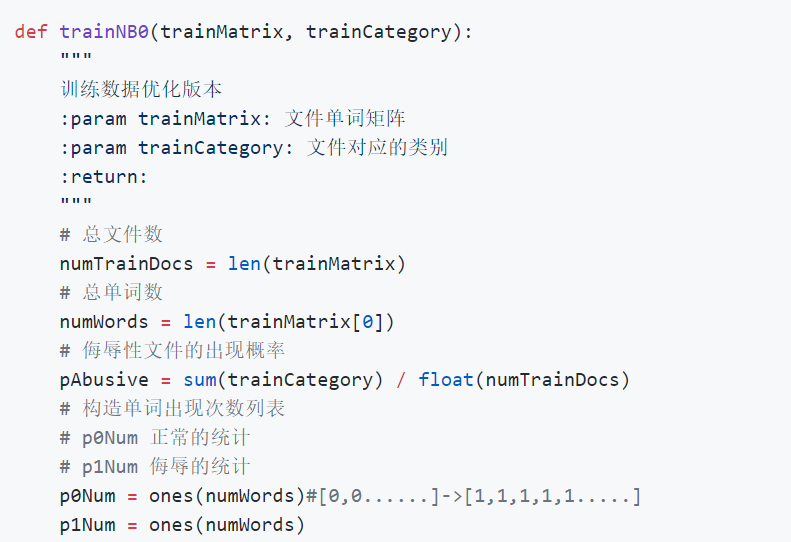 def trainNB0(trainMatrix, trainCategory):
    """
    训练数据优化版本
    :param trainMatrix: 文件单词矩阵
    :param trainCategory: 文件对应的类别
    :return:
    """
    # 总文件数
    numTrainDocs = len(trainMatrix)
    # 总单词数
    numWords = len(trainMatrix[0])
    # 侮辱性文件的出现概率
    pAbusive = sum(trainCategory) / float(numTrainDocs)
    # 构造单词出现次数列表
    # p0Num 正常的统计
    # p1Num 侮辱的统计
    p0Num = ones(numWords)#[0,0......]->[1,1,1,1,1.....]
    p1Num = ones(numWords)